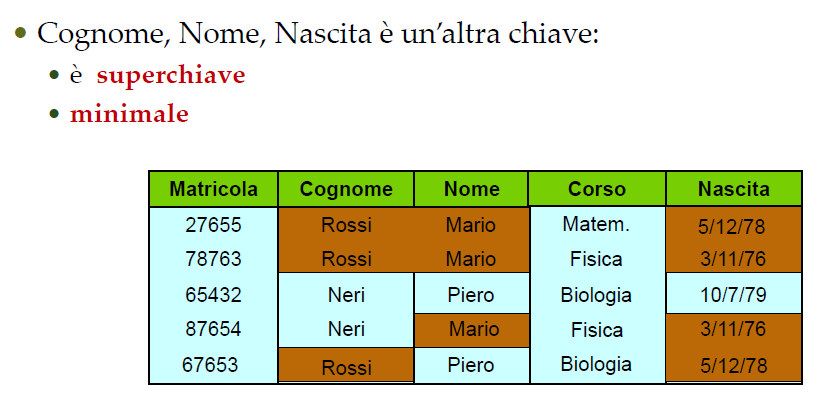 • Cognome, Nome, Nascita è un'altra chiave:
• è superchiave
• minimale
Matricola Cognome Nome Corso Nascita
27655 Rossi Mario Matem. 5/12/78
78763 Rossi Mario Fisica 3/11/76
65432 Neri Piero Biologia 10/7/79
87654 Neri Mario Fisica 3/11/76
67653 Rossi Piero Biologia 5/12/78